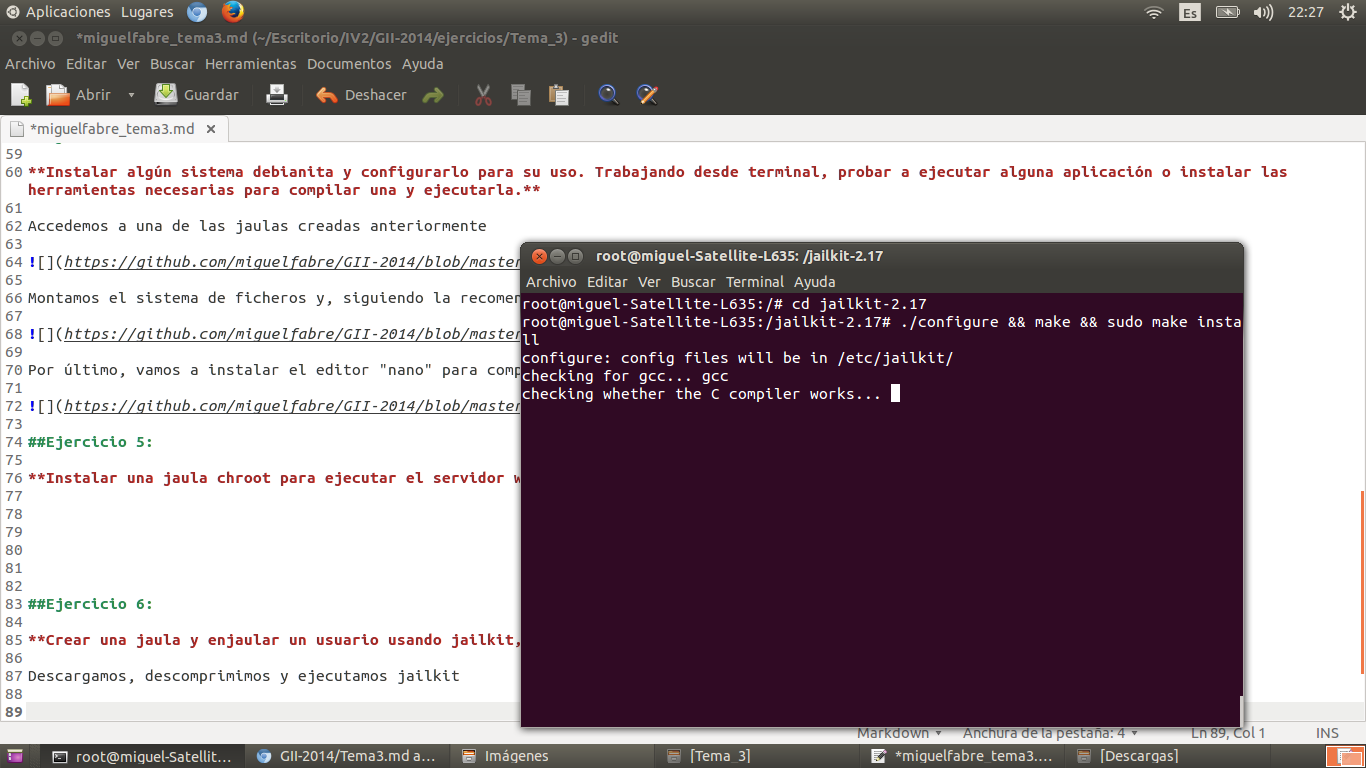 Aplicaciones Lugares Es 22:27
*miguelfabre_tema3.md (~/Escritorio/IV2/GII-2014/ejercicios/Tema_3) - gedit
Archivo Editar Ver Buscar Herramientas Documentos Ayuda
Abrir Guardar Deshacer
*miguelfabre_tema3.md
59
60 **Instalar algún sistema debianita y configurarlo para su uso. Trabajando desde terminal, probar a ejecutar alguna aplicación o instalar las
herramientas necesarias para compilar una y ejecutarla.**
61
62 Accedemos a una de las jaulas creadas anteriormente
63
64 ![](https://github.com/miguelfabre/GII-2014/blob/master
65
66 Montamos el sistema de ficheros y, siguiendo la recomen
67
68 ![](https://github.com/miguelfabre/GII-2014/blob/master
69
70 Por último, vamos a instalar el editor "nano" para comp
71
72 ![](https://github.com/miguelfabre/GII-2014/blob/master
73
74 ##Ejercicio 5:
75
76 **Instalar una jaula chroot para ejecutar el servidor w
77
78
79
80
81
82
83 ##Ejercicio 6:
84
85 **Crear una jaula y enjaular un usuario usando jailkit,
86
87 Descargamos, descomprimimos y ejecutamos jailkit
88
89
root@miguel-Satellite-L635: /jailkit-2.17
Archivo Editar Ver Buscar Terminal Ayuda
root@miguel-Satellite-L635:/# cd jailkit-2.17
root@miguel-Satellite-L635:/jailkit-2.17# ./configure && make && sudo make insta
ll
configure: config files will be in /etc/jailkit/
checking for gcc... gcc
checking whether the C compiler works...
Markdown Anchura de la pestaña: 4 Ln 89, Col 1 INS
root@miguel-Satellit... GII-2014/Tema3.md a... Imágenes [Tema_3] *miguelfabre_tema3.... [Descargas]